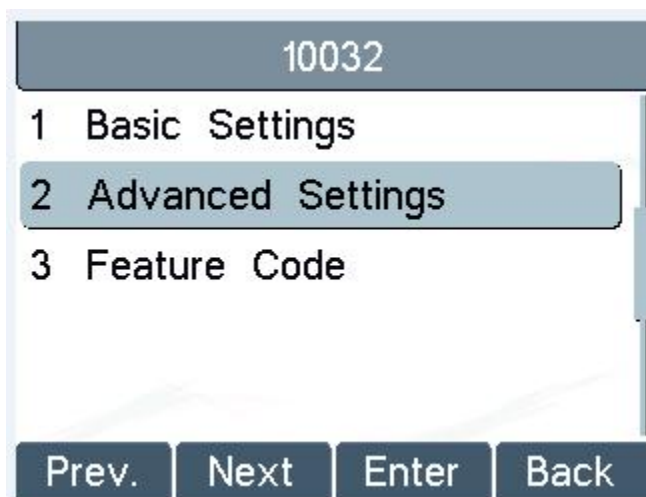 10032
1 Basic Settings
2 Advanced Settings
3 Feature Code
Prev. Next Enter Back